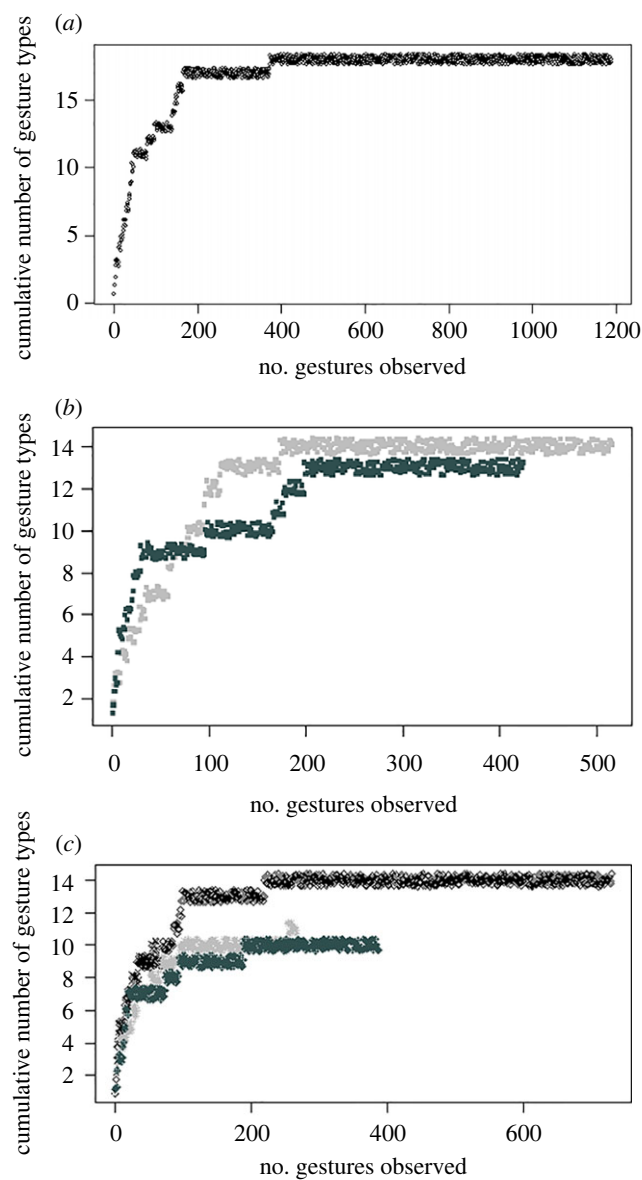 (a)
cumulative number of gesture types
15
10
5
0
0 200 400 600 800 1000 1200
no. gestures observed
(b)
cumulative number of gesture types
14
12
10
8
6
4
2
0 100 200 300 400 500
no. gestures observed
(c)
cumulative number of gesture types
14
12
10
8
6
4
2
0 200 400 600
no. gestures observed